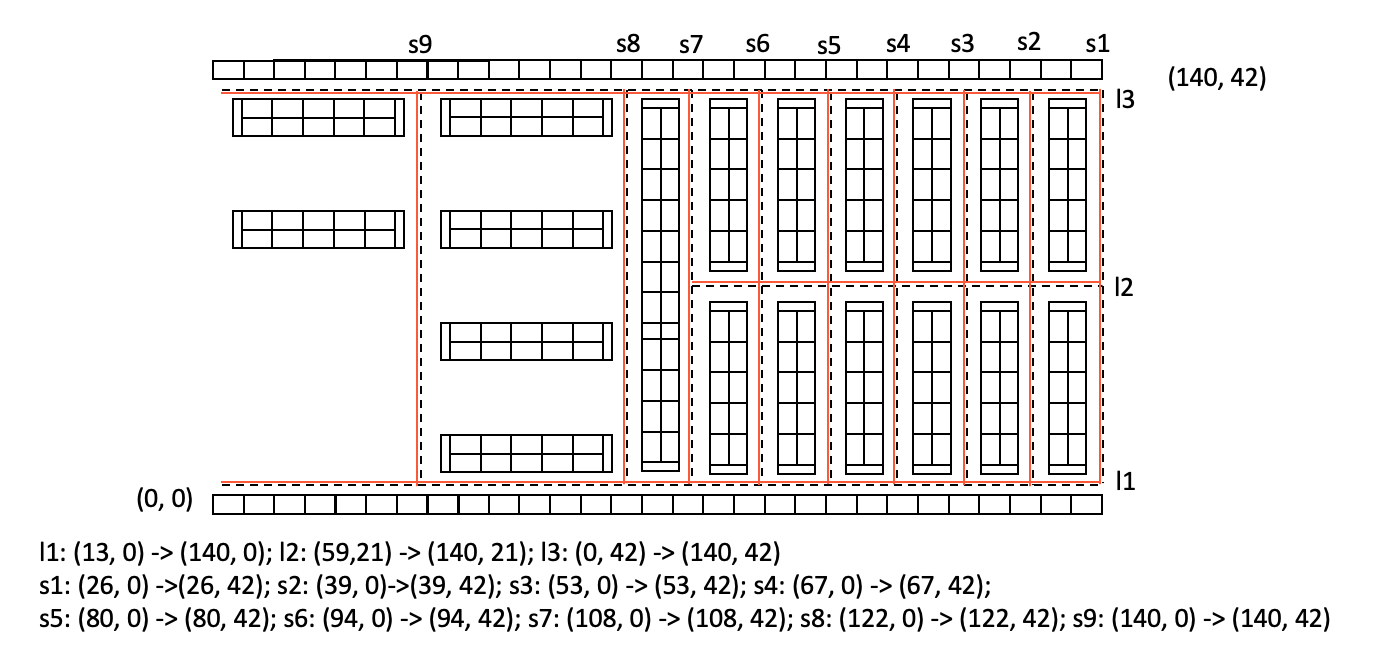 s9 s8 s7 s6 s5 s4 s3 s2 s1
(140, 42)
l3
l2
l1
(0, 0)
l1: (13, 0) -> (140, 0); l2: (59,21) -> (140, 21); l3: (0, 42) -> (140, 42)
s1: (26, 0) ->(26, 42); s2: (39, 0)->(39, 42); s3: (53, 0) -> (53, 42); s4: (67, 0) -> (67, 42);
s5: (80, 0) -> (80, 42); s6: (94, 0) -> (94, 42); s7: (108, 0) -> (108, 42); s8: (122, 0) -> (122, 42); s9: (140, 0) -> (140, 42)